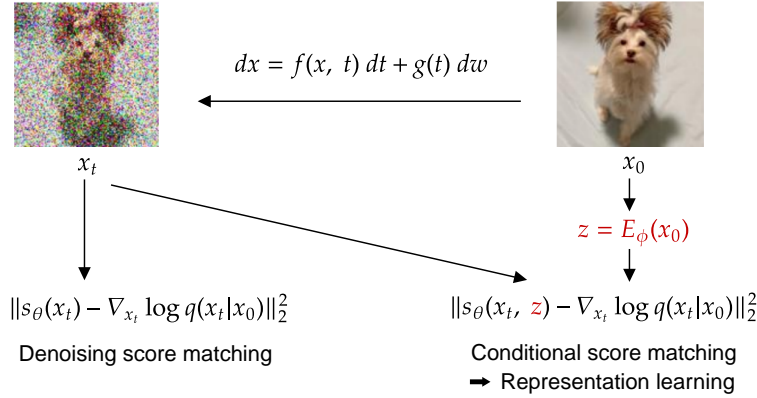 dx = f(x, t) dt + g(t) dw
x_t
x_0
z = E_ϕ(x_0)
‖s_θ(x_t) − ∇_{x_t} log q(x_t|x_0)‖_2^2
‖s_θ(x_t, z) − ∇_{x_t} log q(x_t|x_0)‖_2^2
Denoising score matching
Conditional score matching
➞ Representation learning